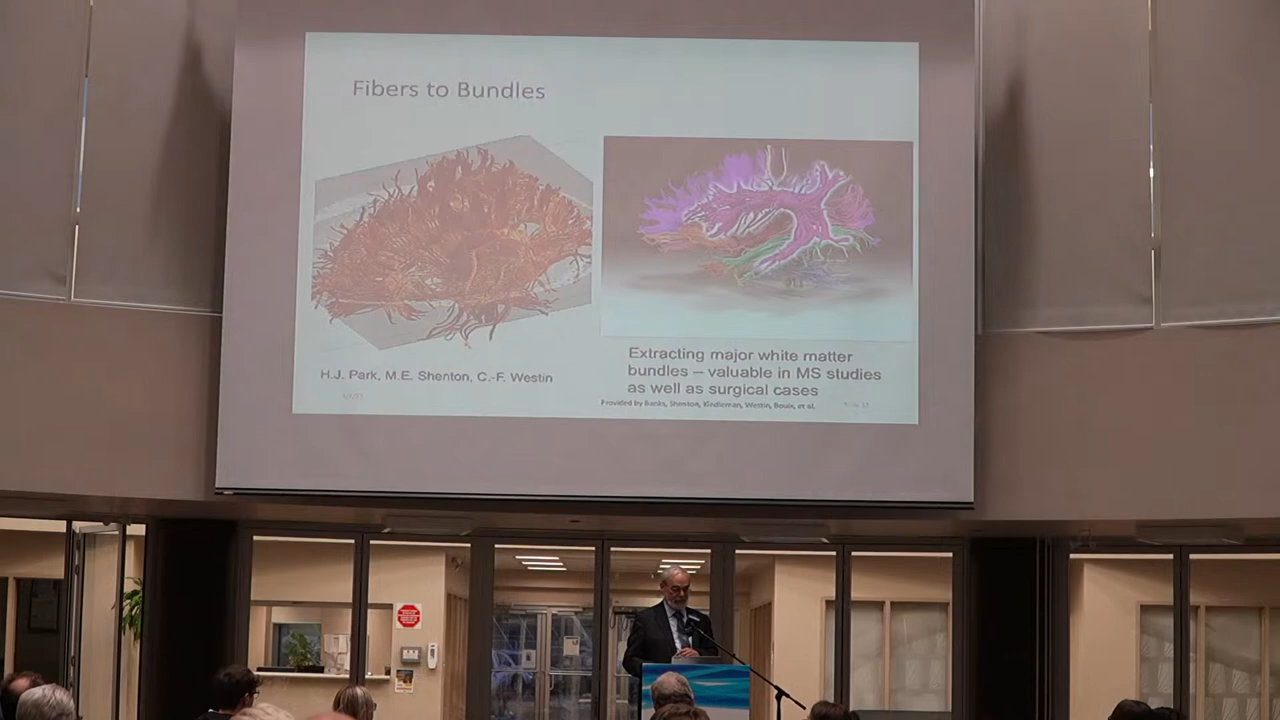 Fibers to Bundles
H.J. Park, M.E. Shenton, C.-F. Westin
Extracting major white matter
bundles – valuable in MS studies
as well as surgical cases
Provided by Banks, Shenton, Kindleman, Westin, Bouix, et al.